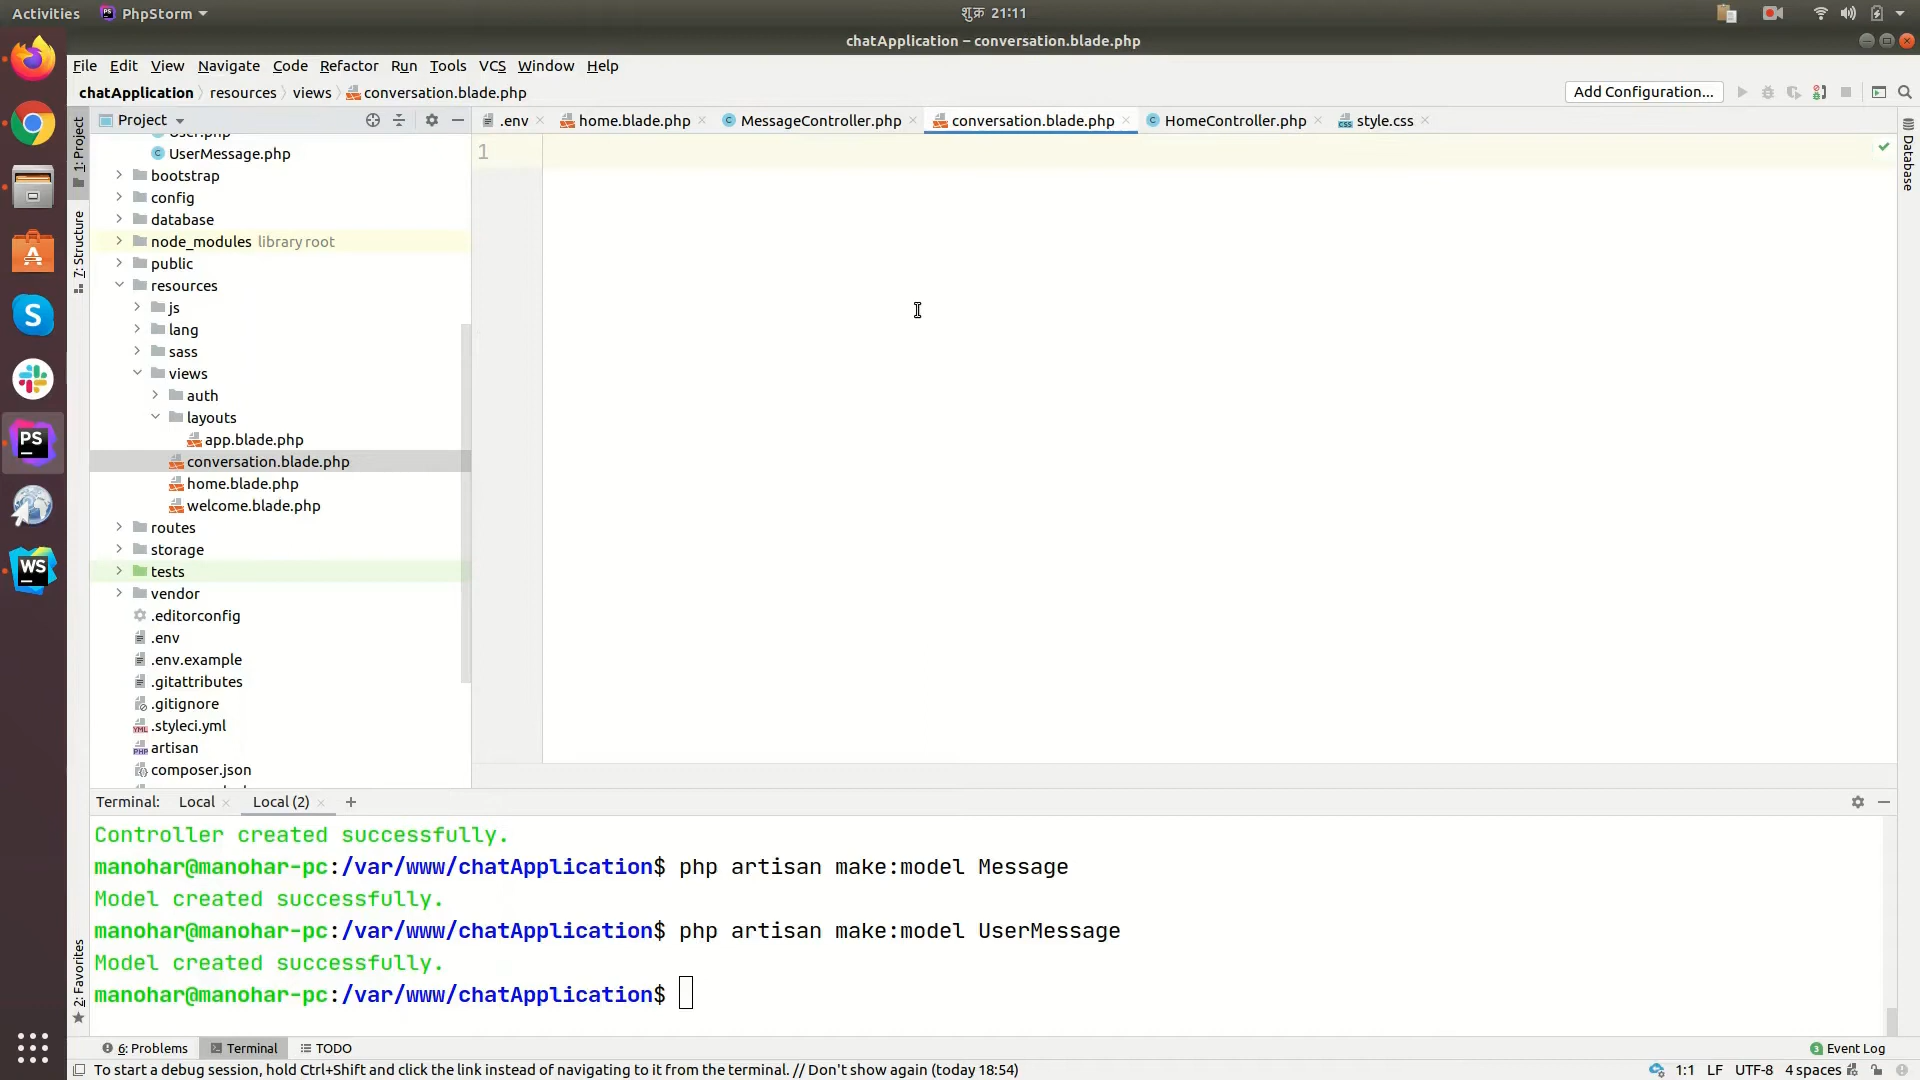 Activities PhpStorm शुक्र 21:11
chatApplication – conversation.blade.php
File Edit View Navigate Code Refactor Run Tools VCS Window Help
chatApplication resources views conversation.blade.php Add Configuration...
1: Project
Project
.env home.blade.php MessageController.php conversation.blade.php HomeController.php style.css
Database
1
User.php
UserMessage.php
bootstrap
config
database
node_modules library root
public
resources
js
lang
sass
views
auth
layouts
app.blade.php
conversation.blade.php
home.blade.php
welcome.blade.php
routes
storage
tests
vendor
.editorconfig
.env
.env.example
.gitattributes
.gitignore
.styleci.yml
artisan
composer.json
7: Structure
2: Favorites
Terminal: Local Local (2) +
Controller created successfully.
manohar@manohar-pc:/var/www/chatApplication$ php artisan make:model Message
Model created successfully.
manohar@manohar-pc:/var/www/chatApplication$ php artisan make:model UserMessage
Model created successfully.
manohar@manohar-pc:/var/www/chatApplication$
6: Problems Terminal TODO 3 Event Log
To start a debug session, hold Ctrl+Shift and click the link instead of navigating to it from the terminal. // Don't show again (today 18:54) 1:1 LF UTF-8 4 spaces